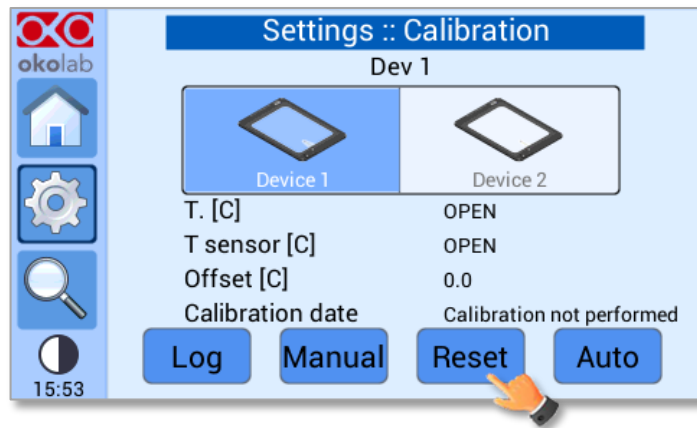 Settings :: Calibration
okolab
Dev 1
Device 1
Device 2
T. [C] OPEN
T sensor [C] OPEN
Offset [C] 0.0
Calibration date Calibration not performed
Log Manual Reset Auto
15:53